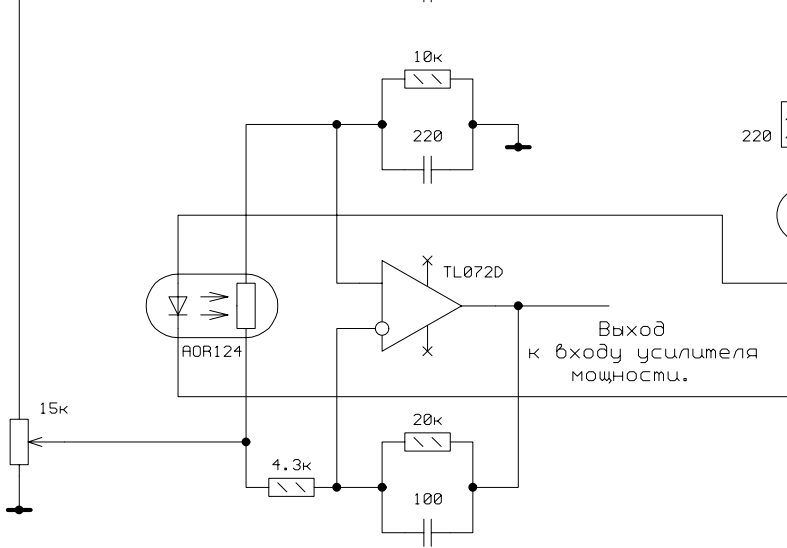 10к
220
220
TL072D
Выход
к входу усилителя
мощности.
AOR124
15к
20к
4.3к
100